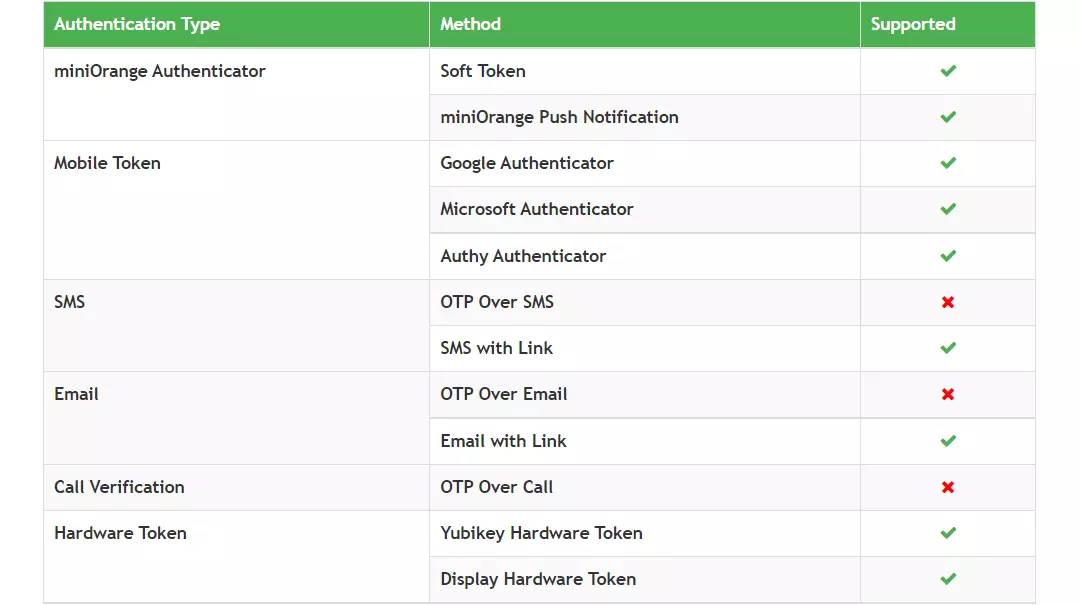 Authentication Type Method Supported
miniOrange Authenticator Soft Token ✔
miniOrange Push Notification ✔
Mobile Token Google Authenticator ✔
Microsoft Authenticator ✔
Authy Authenticator ✔
SMS OTP Over SMS ✖
SMS with Link ✔
Email OTP Over Email ✖
Email with Link ✔
Call Verification OTP Over Call ✖
Hardware Token Yubikey Hardware Token ✔
Display Hardware Token ✔